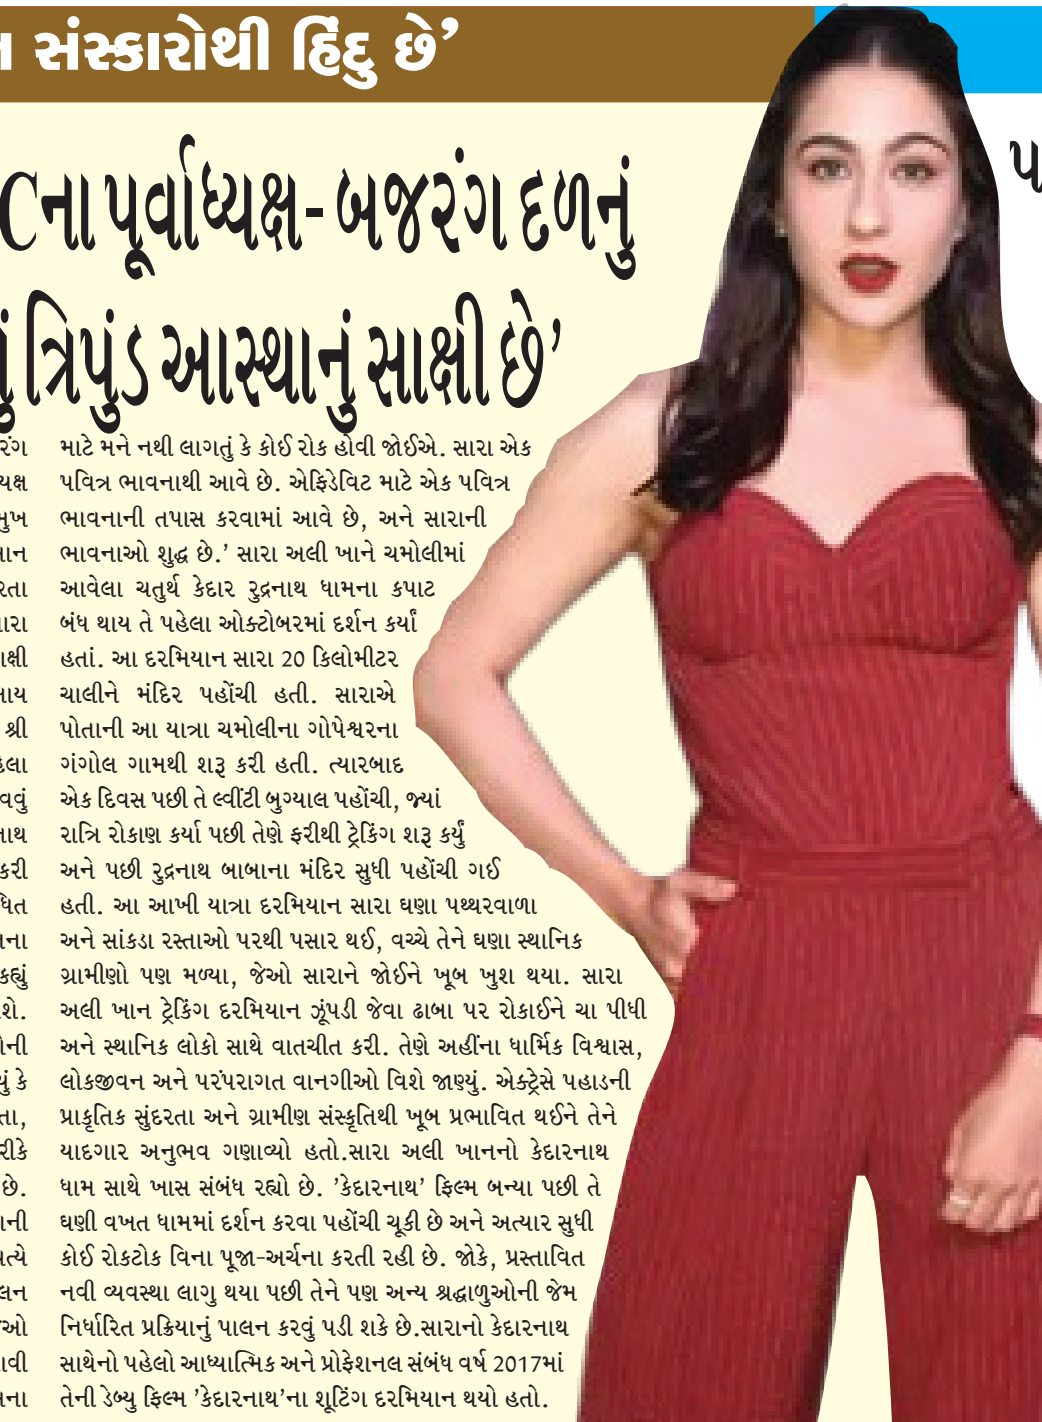 સંસ્કારોથી હિંદુ છે’
Cના પૂર્વાધ્યક્ષ- બજરંગ દળનું
ત્રિપુંડ આસ્થાનું સાક્ષી છે’
માટે મને નથી લાગતું કે કોઈ રોક હોવી જોઈએ. સારા એક
પવિત્ર ભાવનાથી આવે છે. એફિડેવિટ માટે એક પવિત્ર
ભાવનાની તપાસ કરવામાં આવે છે, અને સારાની
ભાવનાઓ શુદ્ધ છે.’ સારા અલી ખાને ચમોલીમાં
આવેલા ચતુર્થ કેદાર રુદ્રનાથ ધામના કપાટ
બંધ થાય તે પહેલા ઓક્ટોબરમાં દર્શન કર્યાં
હતાં. આ દરમિયાન સારા 20 કિલોમીટર
ચાલીને મંદિર પહોંચી હતી. સારાએ
પોતાની આ યાત્રા ચમોલીના ગોપેશ્વરના
ગંગોલ ગામથી શરૂ કરી હતી. ત્યારબાદ
એક દિવસ પછી તે લ્વીંટી બુગ્યાલ પહોંચી, જ્યાં
રાત્રિ રોકાણ કર્યા પછી તેણે ફરીથી ટ્રેકિંગ શરૂ કર્યું
અને પછી રુદ્રનાથ બાબાના મંદિર સુધી પહોંચી ગઈ
હતી. આ આખી યાત્રા દરમિયાન સારા ઘણા પથ્થરવાળા
અને સાંકડા રસ્તાઓ પરથી પસાર થઈ, વચ્ચે તેને ઘણા સ્થાનિક
ગ્રામીણો પણ મળ્યા, જેઓ સારાને જોઈને ખૂબ ખુશ થયા. સારા
અલી ખાન ટ્રેકિંગ દરમિયાન ઝૂંપડી જેવા ઢાબા પર રોકાઈને ચા પીધી
અને સ્થાનિક લોકો સાથે વાતચીત કરી. તેણે અહીંના ધાર્મિક વિશ્વાસ,
લોકજીવન અને પરંપરાગત વાનગીઓ વિશે જાણ્યું. એક્ટ્રેસે પહાડની
પ્રાકૃતિક સુંદરતા અને ગ્રામીણ સંસ્કૃતિથી ખૂબ પ્રભાવિત થઈને તેને
યાદગાર અનુભવ ગણાવ્યો હતો.સારા અલી ખાનનો કેદારનાથ
ધામ સાથે ખાસ સંબંધ રહ્યો છે. ’કેદારનાથ’ ફિલ્મ બન્યા પછી તે
ઘણી વખત ધામમાં દર્શન કરવા પહોંચી ચૂકી છે અને અત્યાર સુધી
કોઈ રોકટોક વિના પૂજા-અર્ચના કરતી રહી છે. જોકે, પ્રસ્તાવિત
નવી વ્યવસ્થા લાગુ થયા પછી તેને પણ અન્ય શ્રદ્ધાળુઓની જેમ
નિર્ધારિત પ્રક્રિયાનું પાલન કરવું પડી શકે છે.સારાનો કેદારનાથ
સાથેનો પહેલો આધ્યાત્મિક અને પ્રોફેશનલ સંબંધ વર્ષ 2017માં
તેની ડેબ્યુ ફિલ્મ ’કેદારનાથ’ના શૂટિંગ દરમિયાન થયો હતો.